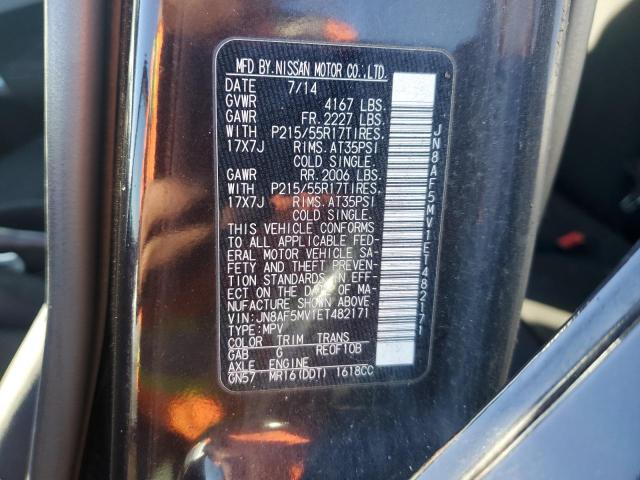 MFD BY.NISSAN MOTOR CO.,LTD.
DATE 7/14
GVWR 4167 LBS.
GAWR FR. 2227 LBS.
WITH P215/55R17TIRES.
17X7J RIMS. AT35PSI
COLD SINGLE.
GAWR RR. 2006 LBS.
WITH P215/55R17TIRES.
17X7J RIMS. AT35PSI
COLD SINGLE.
THIS VEHICLE CONFORMS
TO ALL APPLICABLE FED-
ERAL MOTOR VEHICLE SA-
FETY AND THEFT PREVEN-
TION STANDARDS IN EFF-
ECT ON THE DATE OF
MANUFACTURE SHOWN ABOVE.
VIN:JN8AF5MV1ET482171
TYPE:MPV
COLOR TRIM TRANS
GAB G RE0F10B
AXLE ENGINE
GN57 MR16(DDT) 1618CC
JN8AF5MV1ET482171